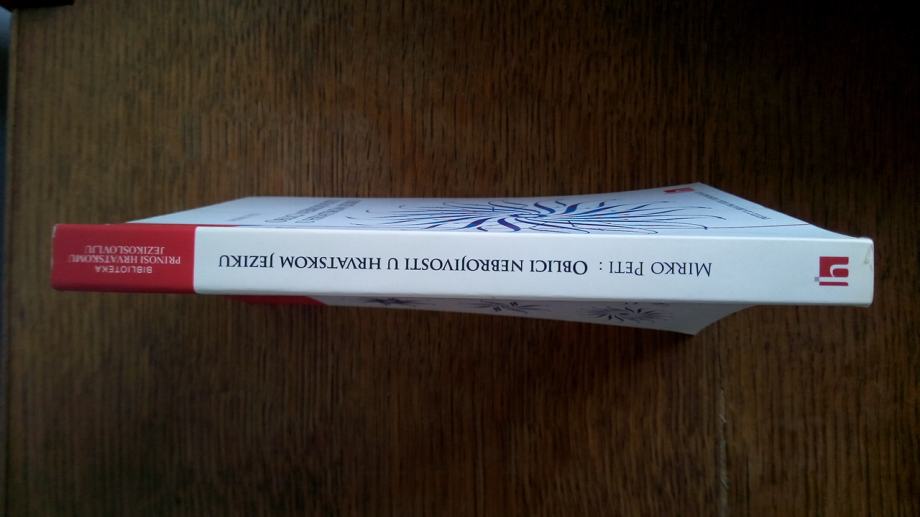 MIRKO PETI : OBLICI NEBROJIVOSTI U HRVATSKOM JEZIKU
BIBLIOTEKA
PRINOSI HRVATSKOMU
JEZIKOSLOVLJU